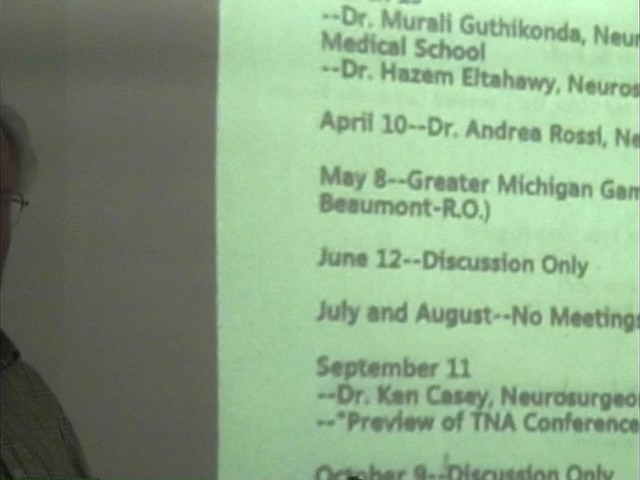 --Dr. Murali Guthikonda, Neur
Medical School
--Dr. Hazem Eltahawy, Neuros
April 10--Dr. Andrea Rossi, Ne
May 8--Greater Michigan Gam
Beaumont-R.O.)
June 12--Discussion Only
July and August--No Meetings
September 11
--Dr. Ken Casey, Neurosurgeo
--"Preview of TNA Conference
October 9--Discussion Only